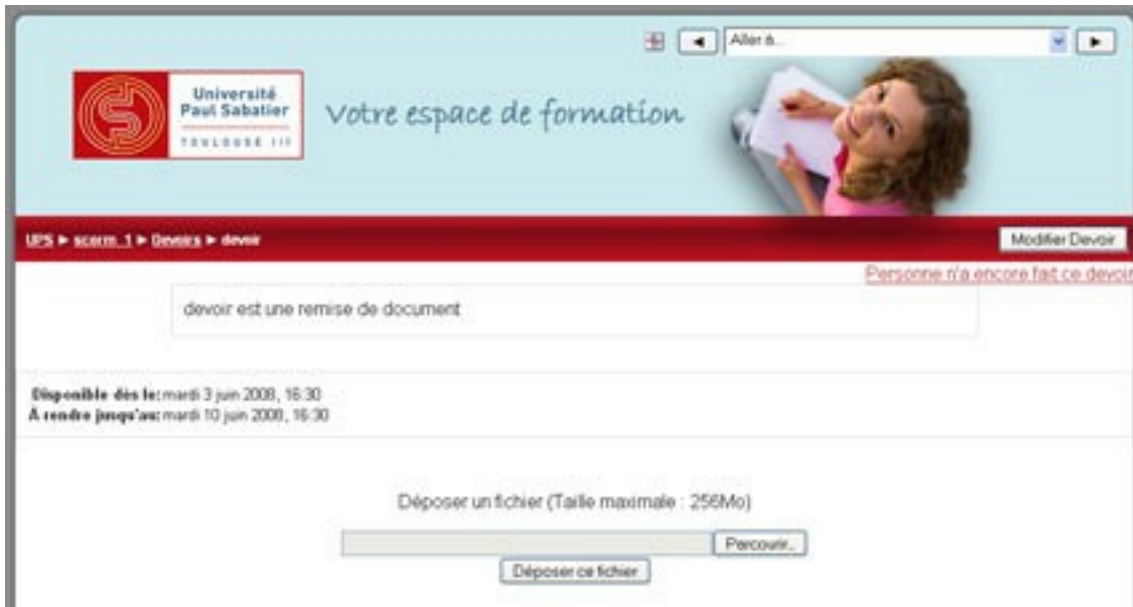 Aller à...
Université
Paul Sabatier
TOULOUSE III
Votre espace de formation
UPS ► scorm_1 ► Devoirs ► devoir
Modifier Devoir
Personne n'a encore fait ce devoir
devoir est une remise de document
Disponible dès le: mardi 3 juin 2008, 16:30
À rendre jusqu'au: mardi 10 juin 2008, 16:30
Déposer un fichier (Taille maximale : 256Mo)
Parcourir...
Déposer ce fichier